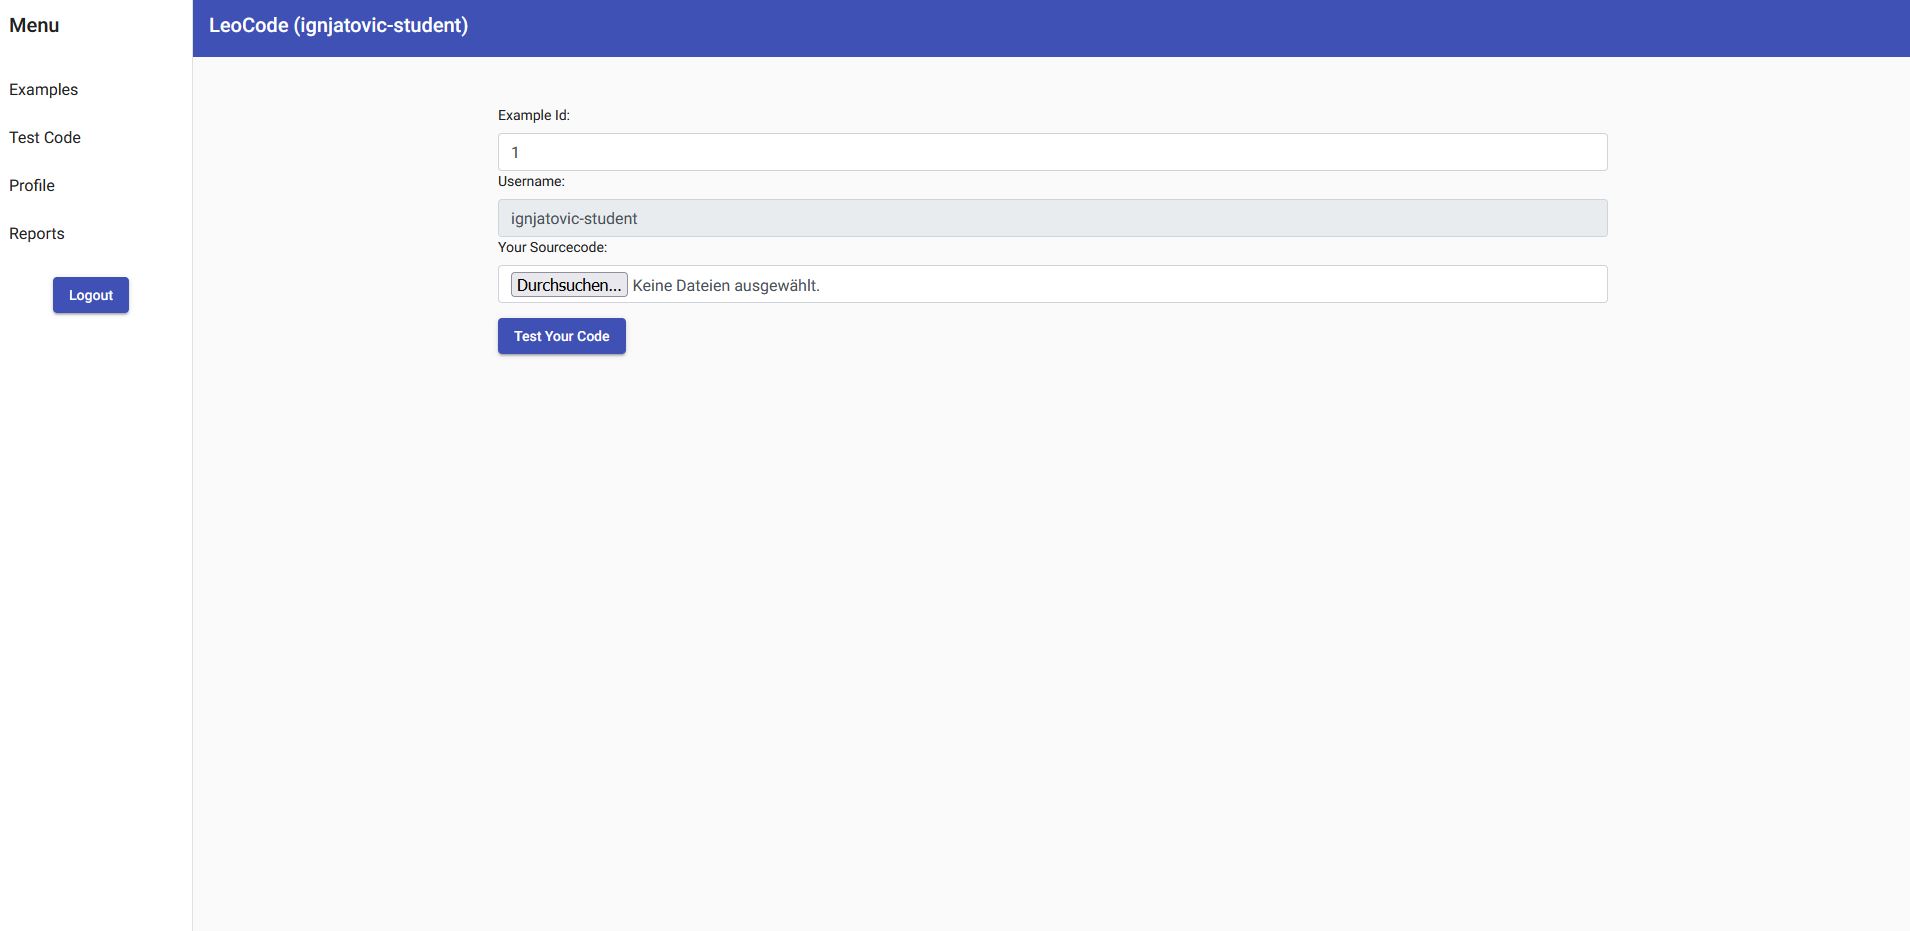 Menu
Examples
Test Code
Profile
Reports
Logout
LeoCode (ignjatovic-student)
Example Id:
1
Username:
ignjatovic-student
Your Sourcecode:
Durchsuchen... Keine Dateien ausgewählt.
Test Your Code